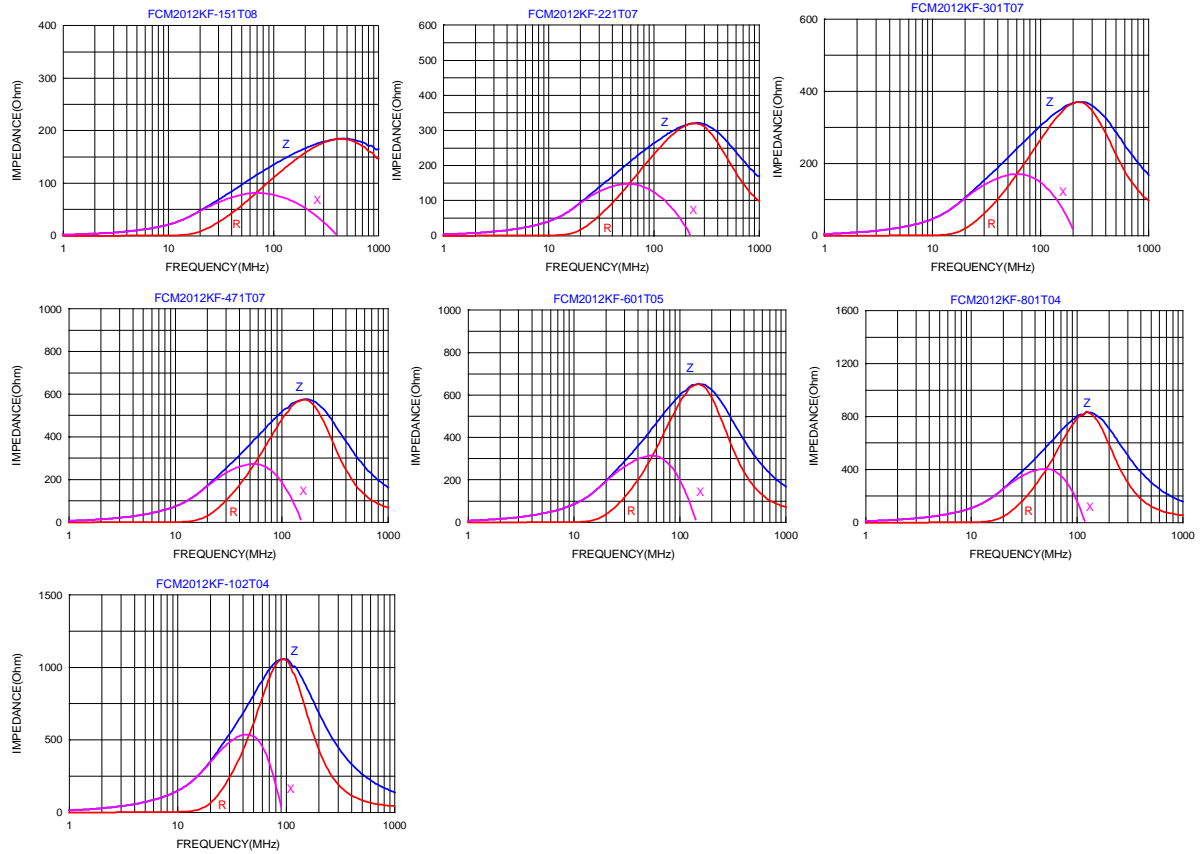 FCM2012KF-151T08
400
300
200
100
0
IMPEDANCE(Ohm)
Z
X
R
1
10
100
1000
FREQUENCY(MHz)
FCM2012KF-221T07
600
500
400
300
200
100
0
IMPEDANCE(Ohm)
Z
X
R
1
10
100
1000
FREQUENCY(MHz)
FCM2012KF-301T07
600
400
200
0
IMPEDANCE(Ohm)
Z
X
R
1
10
100
1000
FREQUENCY(MHz)
FCM2012KF-471T07
1000
800
600
400
200
0
IMPEDANCE(Ohm)
Z
X
R
1
10
100
1000
FREQUENCY(MHz)
FCM2012KF-601T05
1000
800
600
400
200
0
IMPEDANCE(Ohm)
Z
X
R
1
10
100
1000
FREQUENCY(MHz)
FCM2012KF-801T04
1600
1200
800
400
0
IMPEDANCE(Ohm)
Z
X
R
1
10
100
1000
FREQUENCY(MHz)
FCM2012KF-102T04
1500
1000
500
0
IMPEDANCE(Ohm)
Z
X
R
1
10
100
1000
FREQUENCY(MHz)